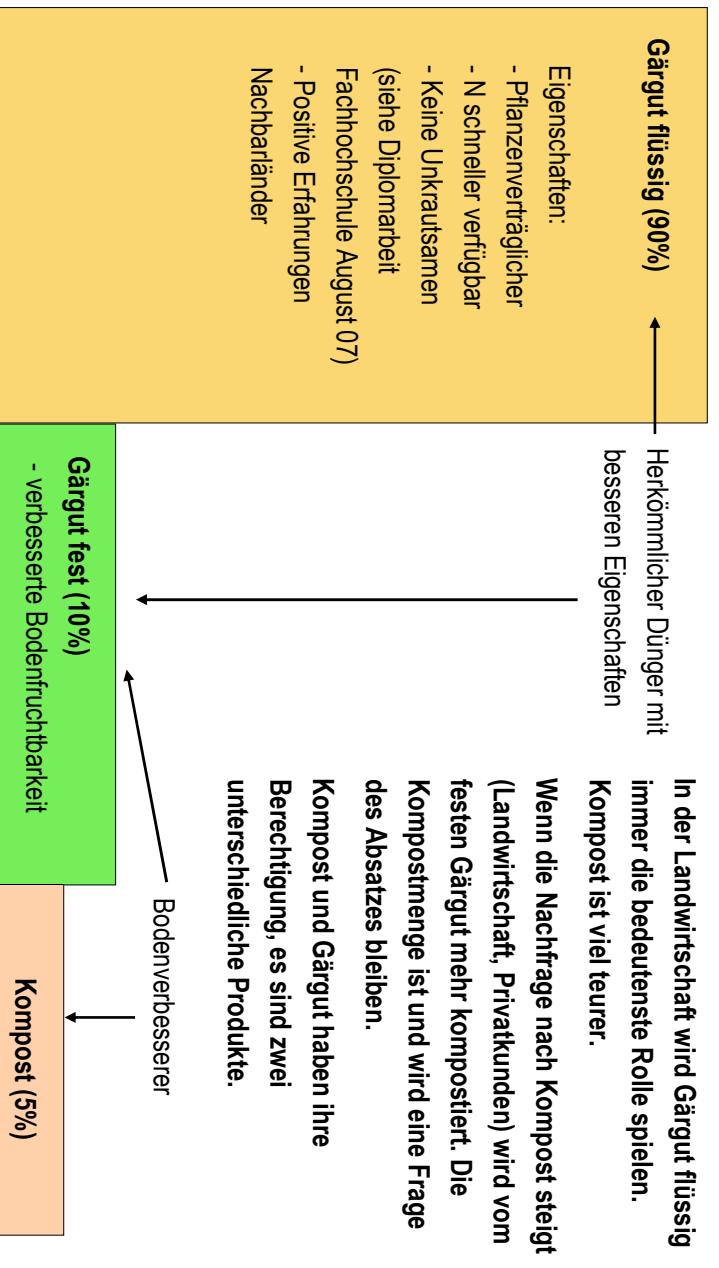 Gärgut flüssig (90%)
Eigenschaften:
- Pflanzenverträglicher
- N schneller verfügbar
- Keine Unkrautsamen
(siehe Diplomarbeit
Fachhochschule August 07)
- Positive Erfahrungen
Nachbarländer
Herkömmlicher Dünger mit
besseren Eigenschaften
Gärgut fest (10%)
- verbesserte Bodenfruchtbarkeit
In der Landwirtschaft wird Gärgut flüssig
immer die bedeutenste Rolle spielen.
Kompost ist viel teurer.
Wenn die Nachfrage nach Kompost steigt
(Landwirtschaft, Privatkunden) wird vom
festen Gärgut mehr kompostiert. Die
Kompostmenge ist und wird eine Frage
des Absatzes bleiben.
Kompost und Gärgut haben ihre
Berechtigung, es sind zwei
unterschiedliche Produkte.
Bodenverbesserer
Kompost (5%)